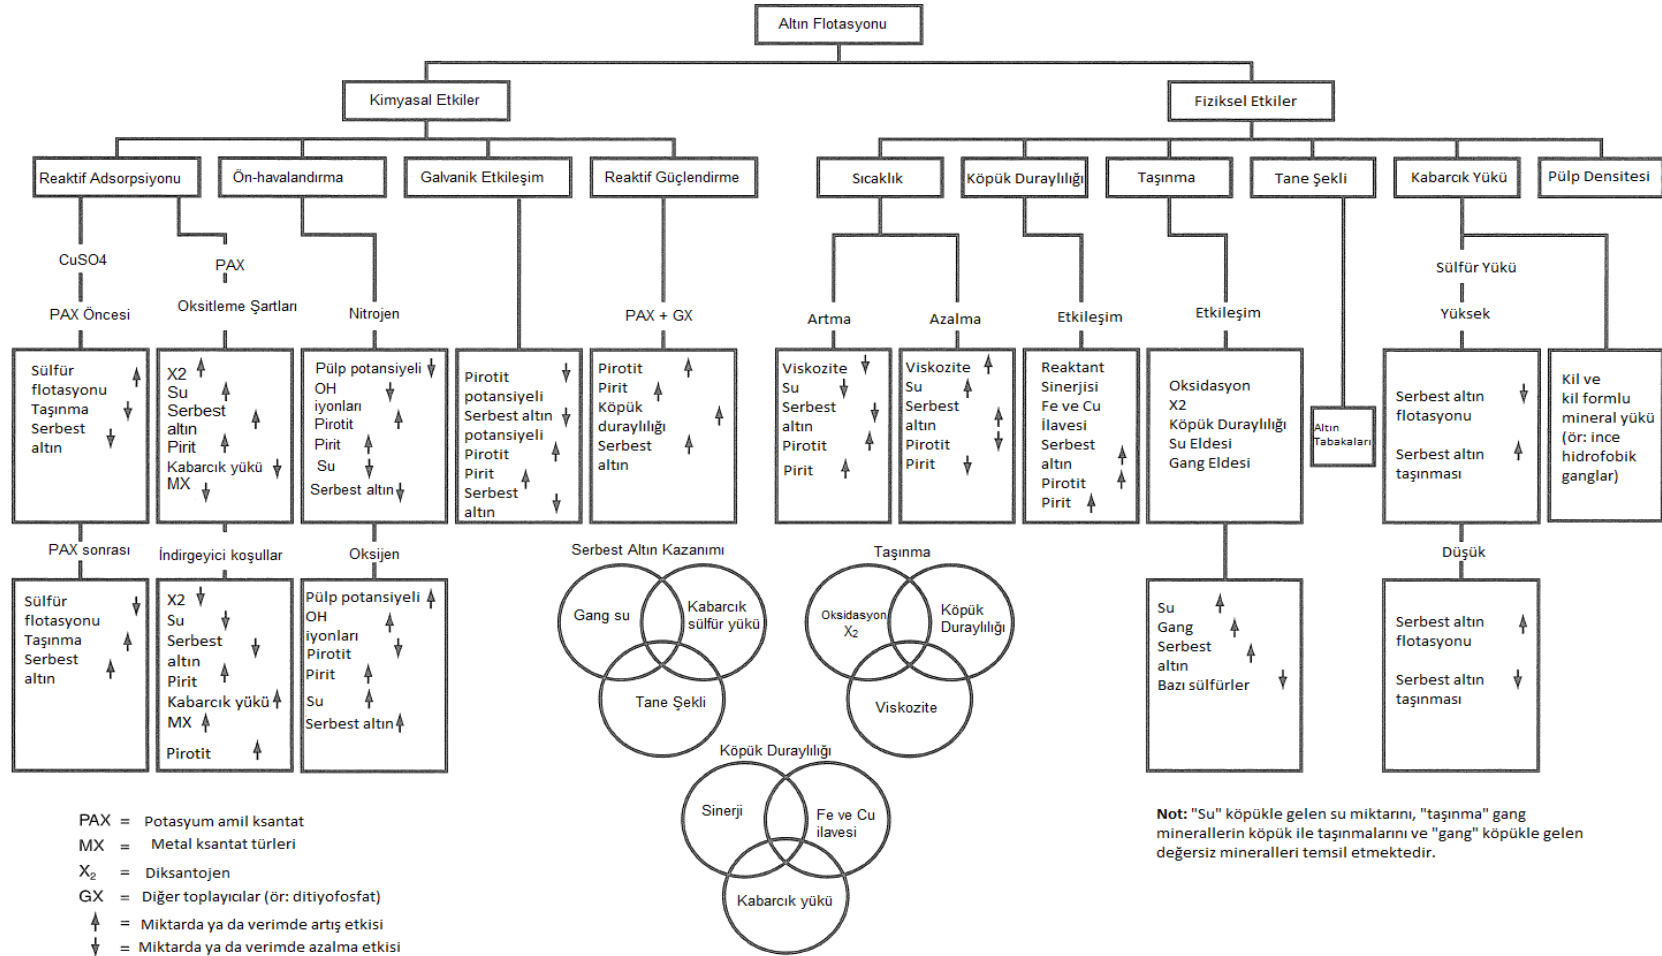 Altın Flotasyonu
Kimyasal Etkiler
Fiziksel Etkiler
Reaktif Adsorpsiyonu
Ön-havalandırma
Galvanik Etkileşim
Reaktif Güçlendirme
Sıcaklık
Köpük Duraylılığı
Taşınma
Tane Şekli
Kabarcık Yükü
Pülp Densitesi
CuSO4
PAX Öncesi
Sülfür
flotasyonu
Taşınma
Serbest
altın
PAX sonrası
Sülfür
flotasyonu
Taşınma
Serbest
altın
PAX
Oksitleme Şartları
X2
Su
Serbest
altın
Pirit
Kabarcık yükü
MX
İndirgeyici koşullar
X2
Su
Serbest
altın
Pirit
Kabarcık yükü
MX
Pirotit
Nitrojen
Pülp potansiyeli
OH
iyonları
Pirotit
Pirit
Su
Serbest altın
Oksijen
Pülp potansiyeli
OH
iyonları
Pirotit
Pirit
Su
Serbest altın
Pirotit
potansiyeli
Serbest altın
potansiyeli
Pirotit
Pirit
Serbest
altın
PAX + GX
Pirotit
Pirit
Köpük
duraylılığı
Serbest
altın
Artma
Viskozite
Su
Serbest
altın
Pirotit
Pirit
Azalma
Viskozite
Su
Serbest
altın
Pirotit
Pirit
Etkileşim
Reaktant
Sinerjisi
Fe ve Cu
İlavesi
Serbest
altın
Pirotit
Pirit
Etkileşim
Oksidasyon
X2
Köpük Duraylılığı
Su Eldesi
Gang Eldesi
Su
Gang
Serbest
altın
Bazı sülfürler
Altın
Tabakaları
Sülfür Yükü
Yüksek
Serbest altın
flotasyonu
Serbest altın
taşınması
Düşük
Serbest altın
flotasyonu
Serbest altın
taşınması
Kil ve
kil formlu
mineral yükü
(ör: ince
hidrofobik
ganglar)
Serbest Altın Kazanımı
Gang su
Kabarcık
sülfür yükü
Tane Şekli
Taşınma
Oksidasyon
X2
Köpük
Duraylılığı
Viskozite
Köpük Duraylılığı
Sinerji
Fe ve Cu
ilavesi
Kabarcık yükü
PAX = Potasyum amil ksantat
MX = Metal ksantat türleri
X2 = Diksantojen
GX = Diğer toplayıcılar (ör: ditiyofosfat)
= Miktarda ya da verimde artış etkisi
= Miktarda ya da verimde azalma etkisi
Not: "Su" köpükle gelen su miktarını, "taşınma" gang
minerallerin köpük ile taşınmalarını ve "gang" köpükle gelen
değersiz mineralleri temsil etmektedir.